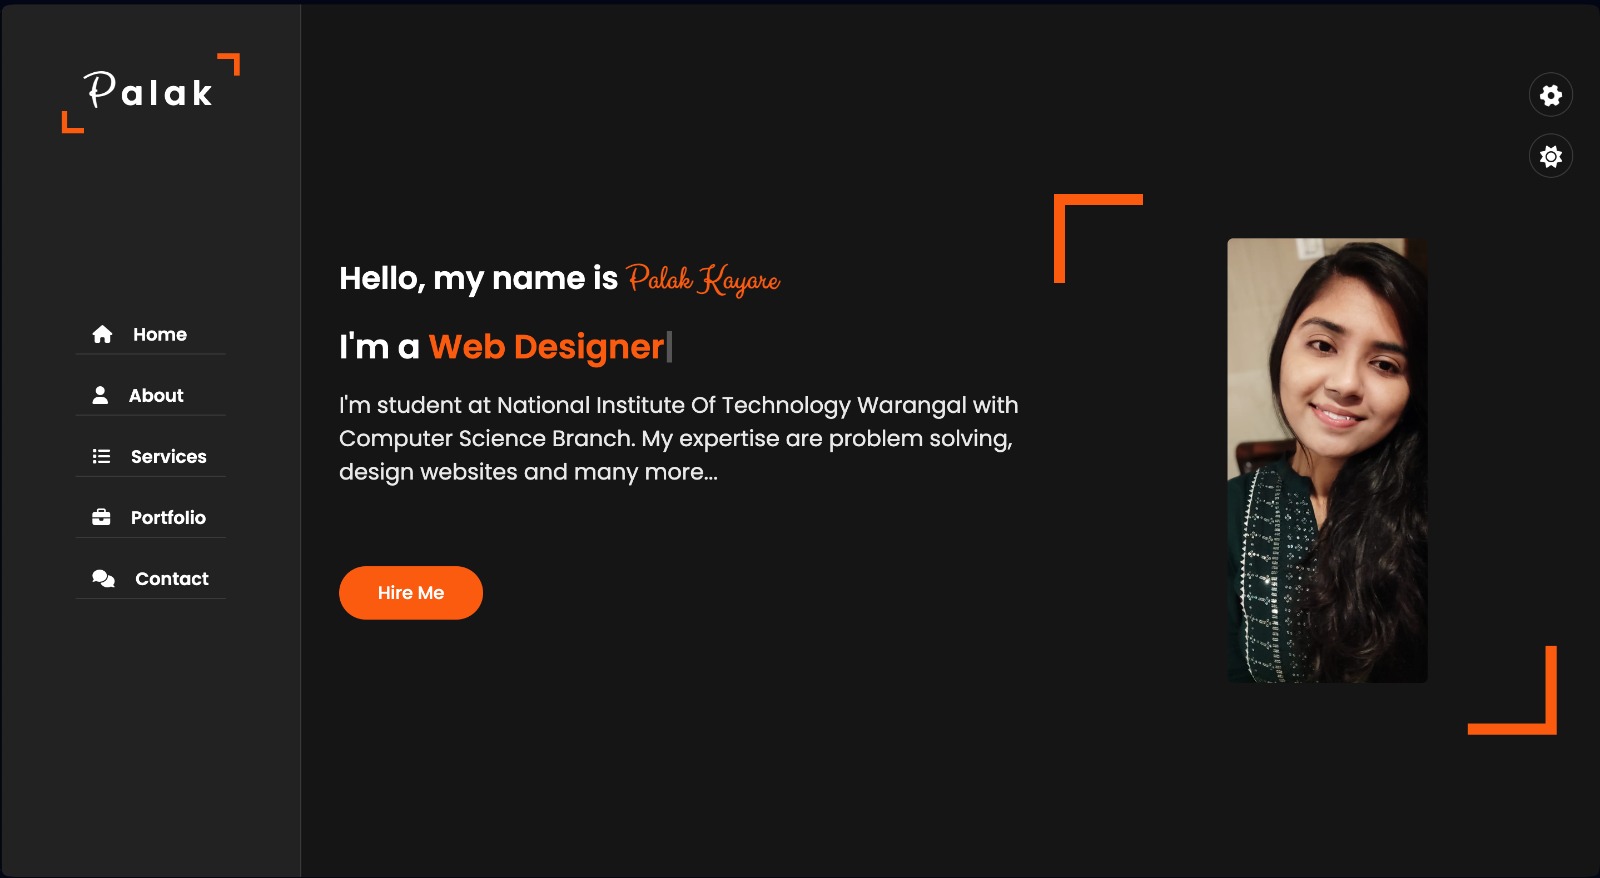 Palak
Home
About
Services
Portfolio
Contact
Hello, my name is Palak Kayare
I'm a Web Designer
I'm student at National Institute Of Technology Warangal with
Computer Science Branch. My expertise are problem solving,
design websites and many more...
Hire Me